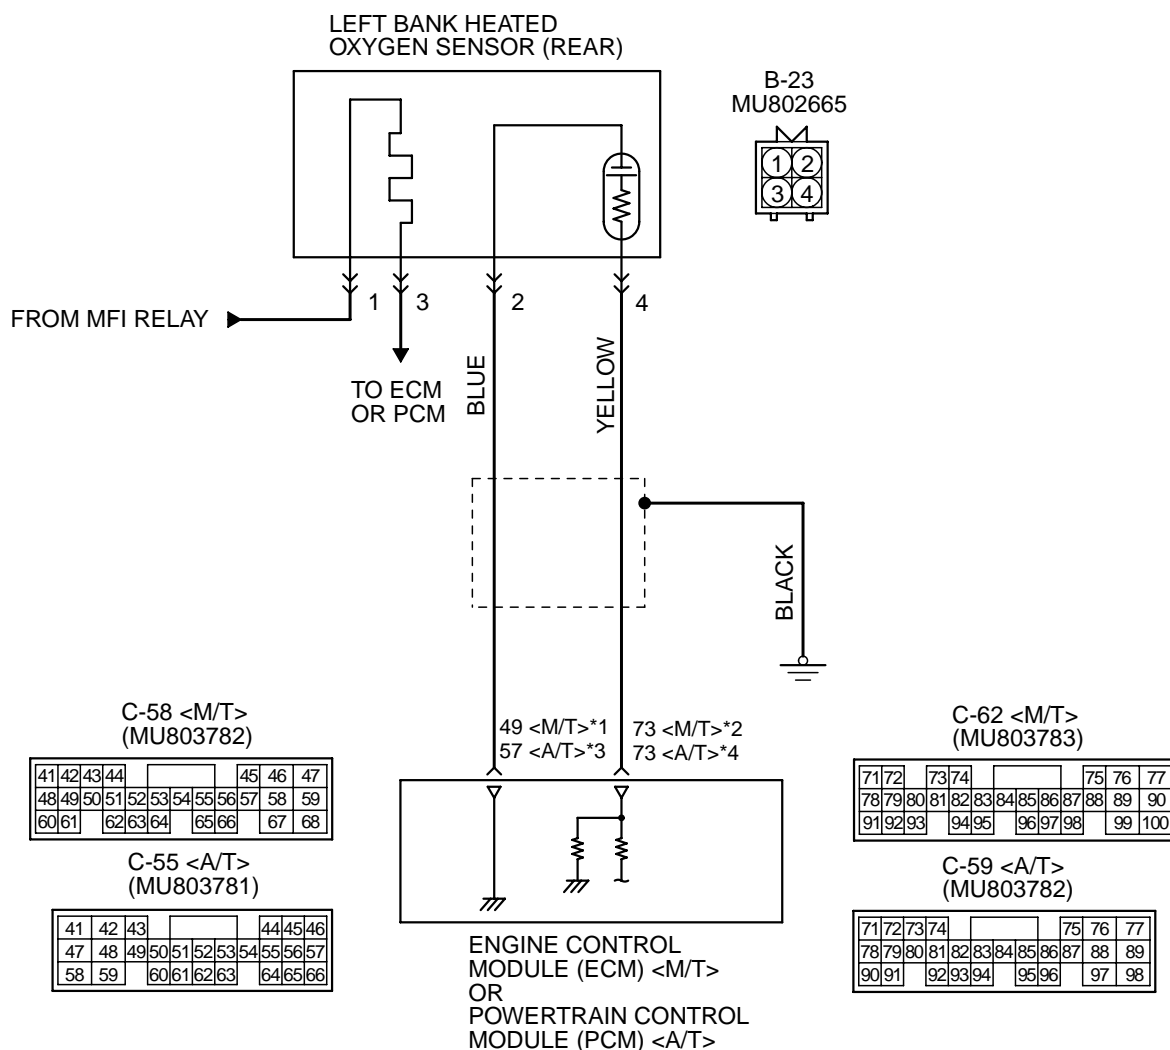 LEFT BANK HEATED
OXYGEN SENSOR (REAR)
B-23
MU802665
1 2
3 4
1 3 2 4
FROM MFI RELAY
TO ECM
OR PCM
BLUE
YELLOW
BLACK
49 <M/T>*1 73 <M/T>*2
57 <A/T>*3 73 <A/T>*4
C-58 <M/T>
(MU803782)
41 42 43 44 45 46 47
48 49 50 51 52 53 54 55 56 57 58 59
60 61 62 63 64 65 66 67 68
C-55 <A/T>
(MU803781)
41 42 43 44 45 46
47 48 49 50 51 52 53 54 55 56 57
58 59 60 61 62 63 64 65 66
C-62 <M/T>
(MU803783)
71 72 73 74 75 76 77
78 79 80 81 82 83 84 85 86 87 88 89 90
91 92 93 94 95 96 97 98 99 100
C-59 <A/T>
(MU803782)
71 72 73 74 75 76 77
78 79 80 81 82 83 84 85 86 87 88 89
90 91 92 93 94 95 96 97 98
ENGINE CONTROL
MODULE (ECM) <M/T>
OR
POWERTRAIN CONTROL
MODULE (PCM) <A/T>